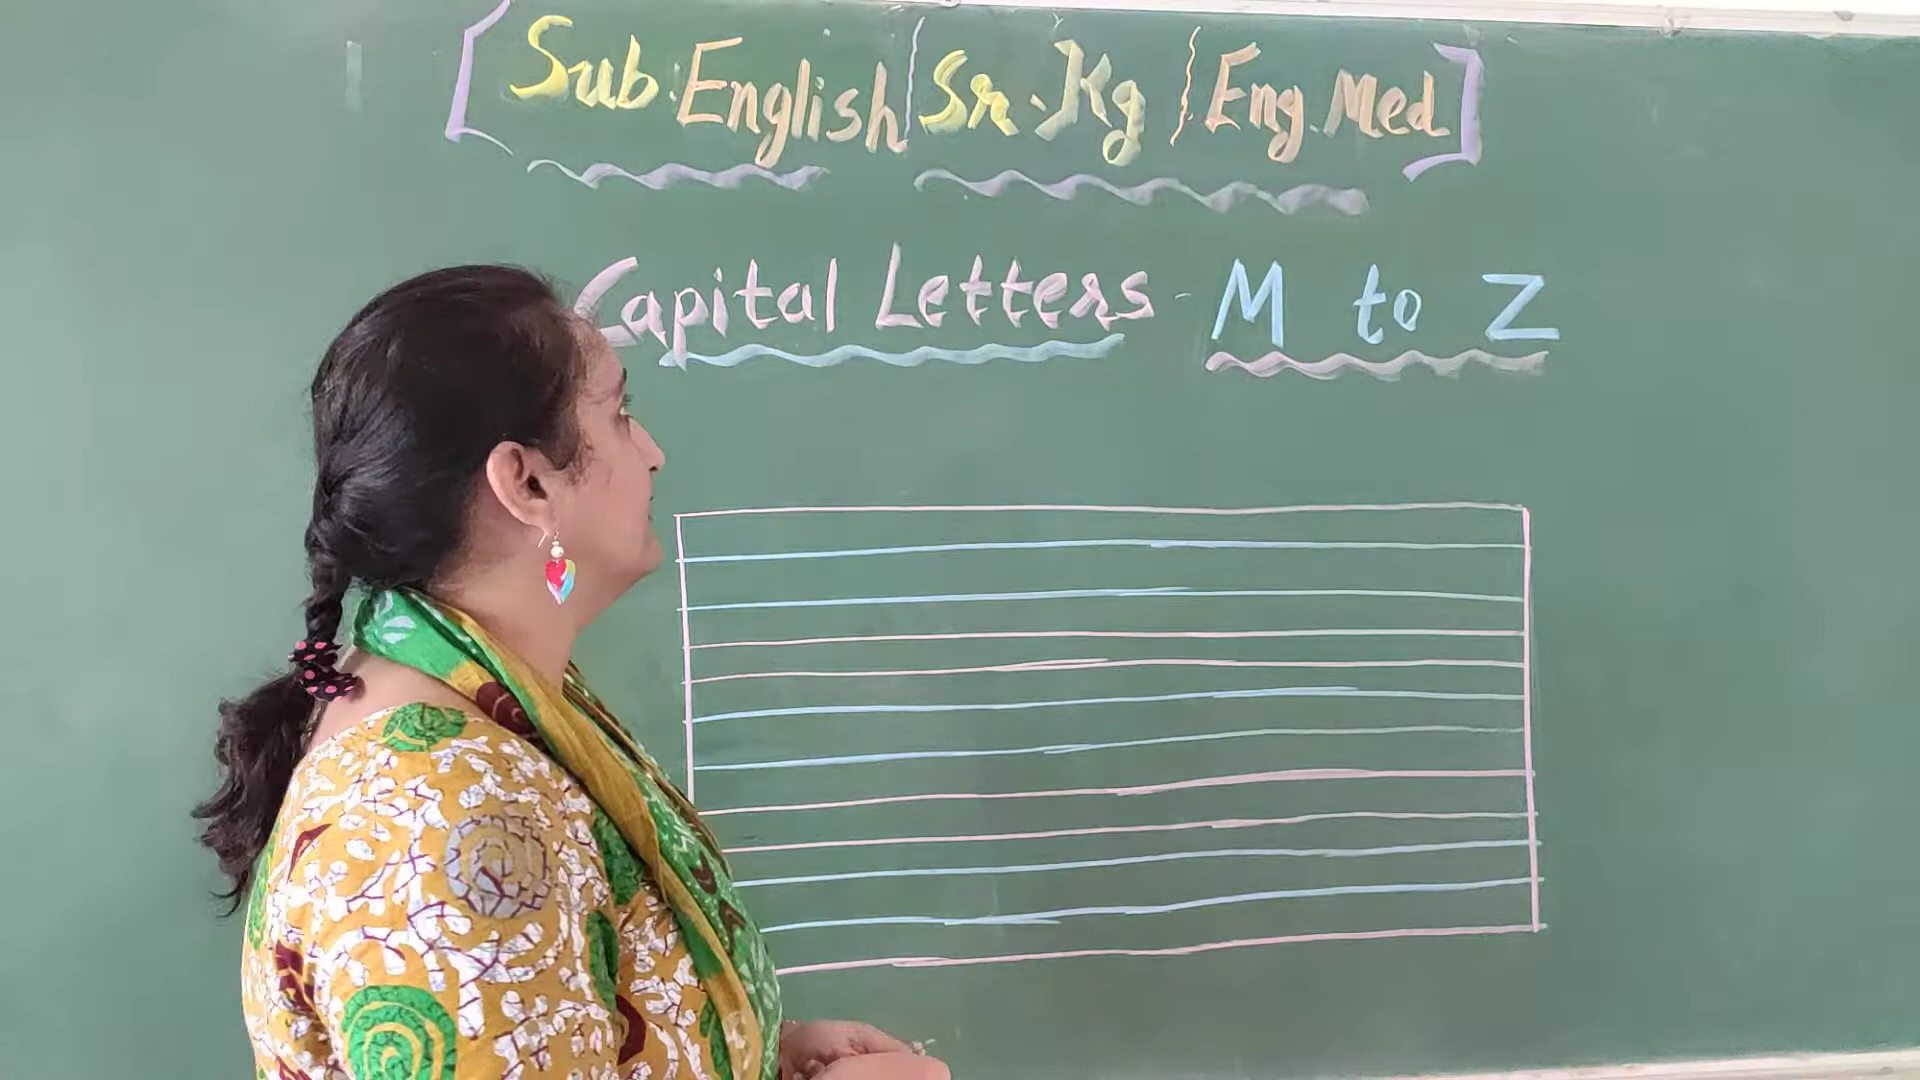 [Sub. English | Sr. Kg | Eng. Med]
Capital Letters - M to Z